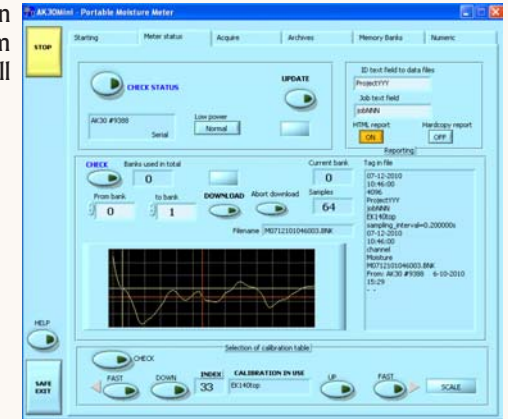 n
m
ll
AK30Mini - Portable Moisture Meter
STOP
Starting Meter status Acquire Archives Memory Banks Numeric
CHECK STATUS
UPDATE
AK30 #9388
Serial
Low power
Normal
ID text field to data files
ProjectYYY
Job text field
jobNNN
HTML report Hardcopy report
ON OFF
Reporting
CHECK Banks used in total
0
Current bank
0
From bank to bank
0 1
DOWNLOAD Abort download
Samples
64
Filename M0712101046003.BNK
Tag in file
07-12-2010
10:46:00
4096
ProjectYYY
jobNNN
EK140top
sampling_interval=0.200000s
07-12-2010
10:46:00
channel
Moisture
M0712101046003.BNK
From: AK30 #9388 6-10-2010
15:29
- -
HELP
SAFE
EXIT
Selection of calibration table
CHECK
FAST DOWN
INDEX
33
CALIBRATION IN USE
EK140top
UP FAST
SCALE